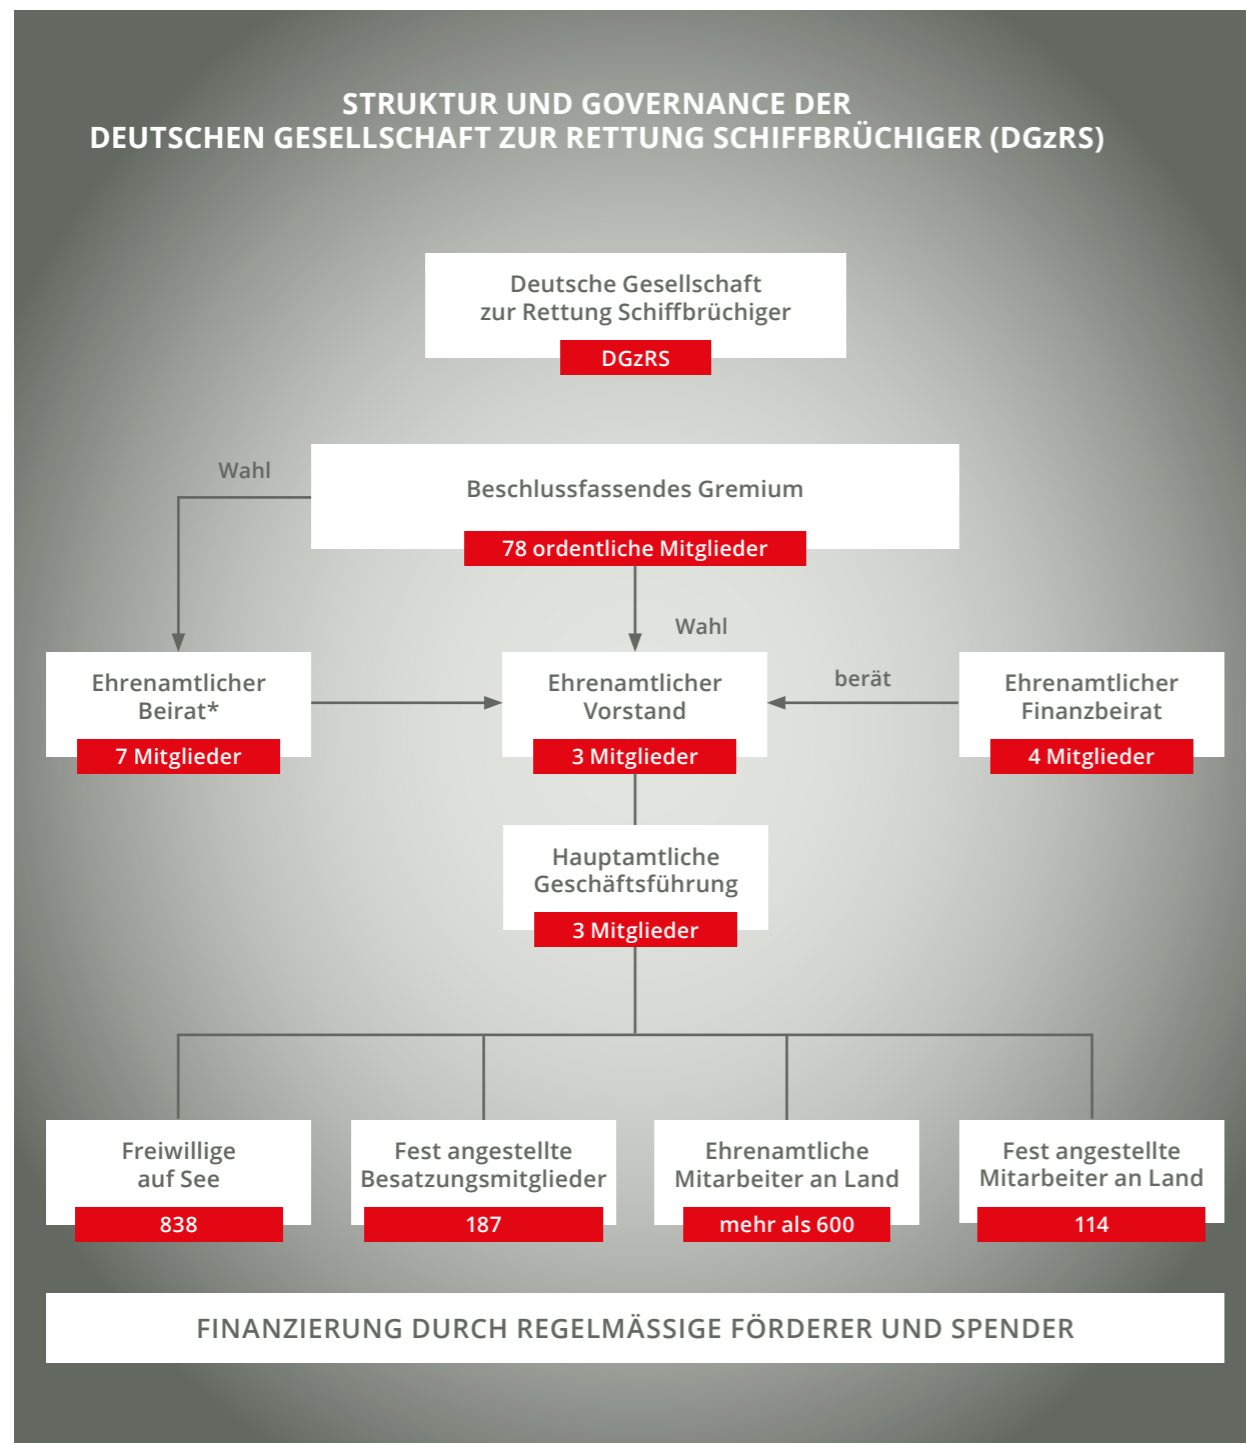 STRUKTUR UND GOVERNANCE DER
DEUTSCHEN GESELLSCHAFT ZUR RETTUNG SCHIFFBRÜCHIGER (DGzRS)
Deutsche Gesellschaft
zur Rettung Schiffbrüchiger
DGzRS
Wahl
Beschlussfassendes Gremium
78 ordentliche Mitglieder
Wahl
Ehrenamtlicher
Beirat*
7 Mitglieder
Ehrenamtlicher
Vorstand
3 Mitglieder
berät
Ehrenamtlicher
Finanzbeirat
4 Mitglieder
Hauptamtliche
Geschäftsführung
3 Mitglieder
Freiwillige
auf See
838
Fest angestellte
Besatzungsmitglieder
187
Ehrenamtliche
Mitarbeiter an Land
mehr als 600
Fest angestellte
Mitarbeiter an Land
114
FINANZIERUNG DURCH REGELMÄSSIGE FÖRDERER UND SPENDER